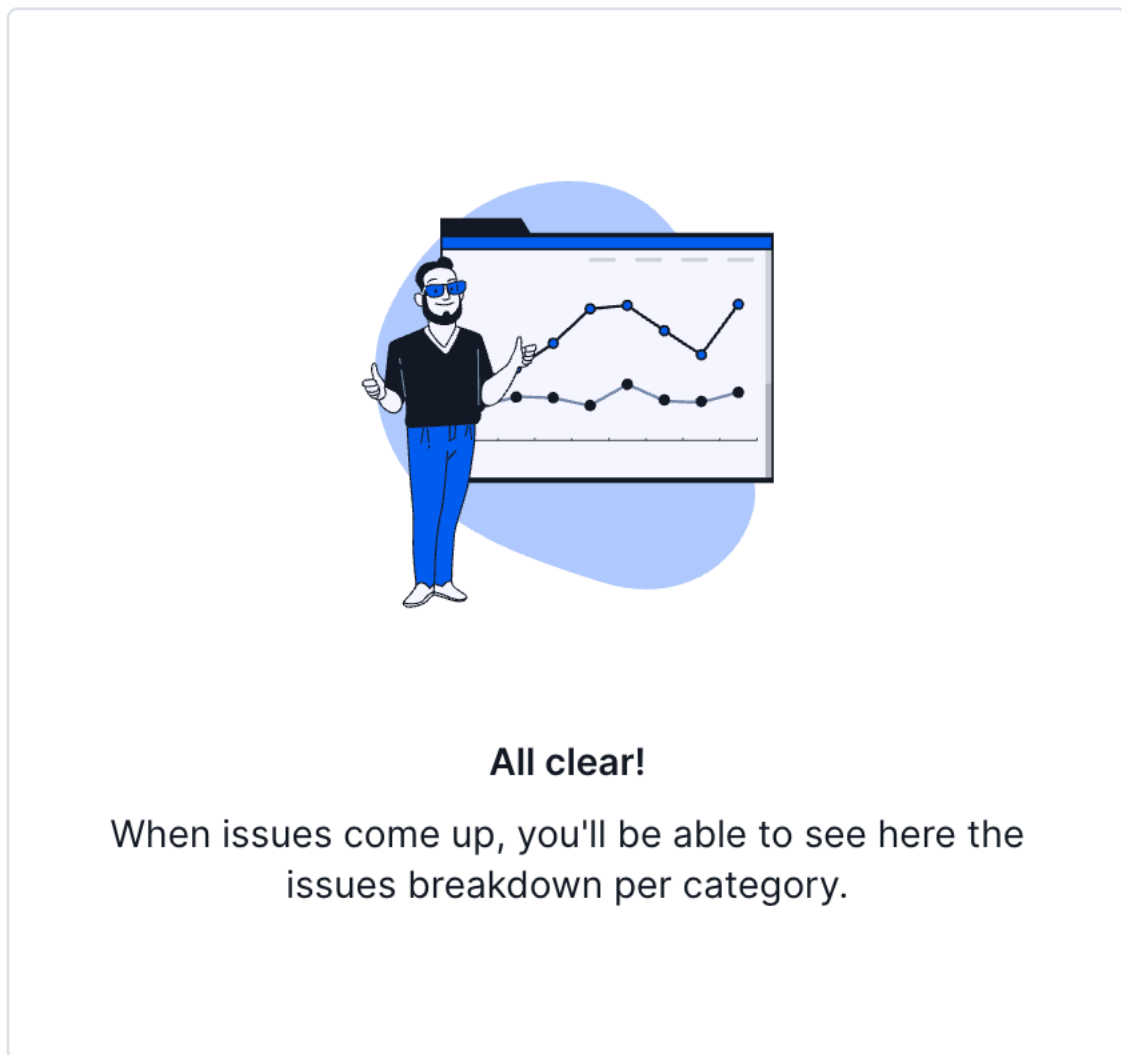 All clear!
When issues come up, you'll be able to see here the
issues breakdown per category.